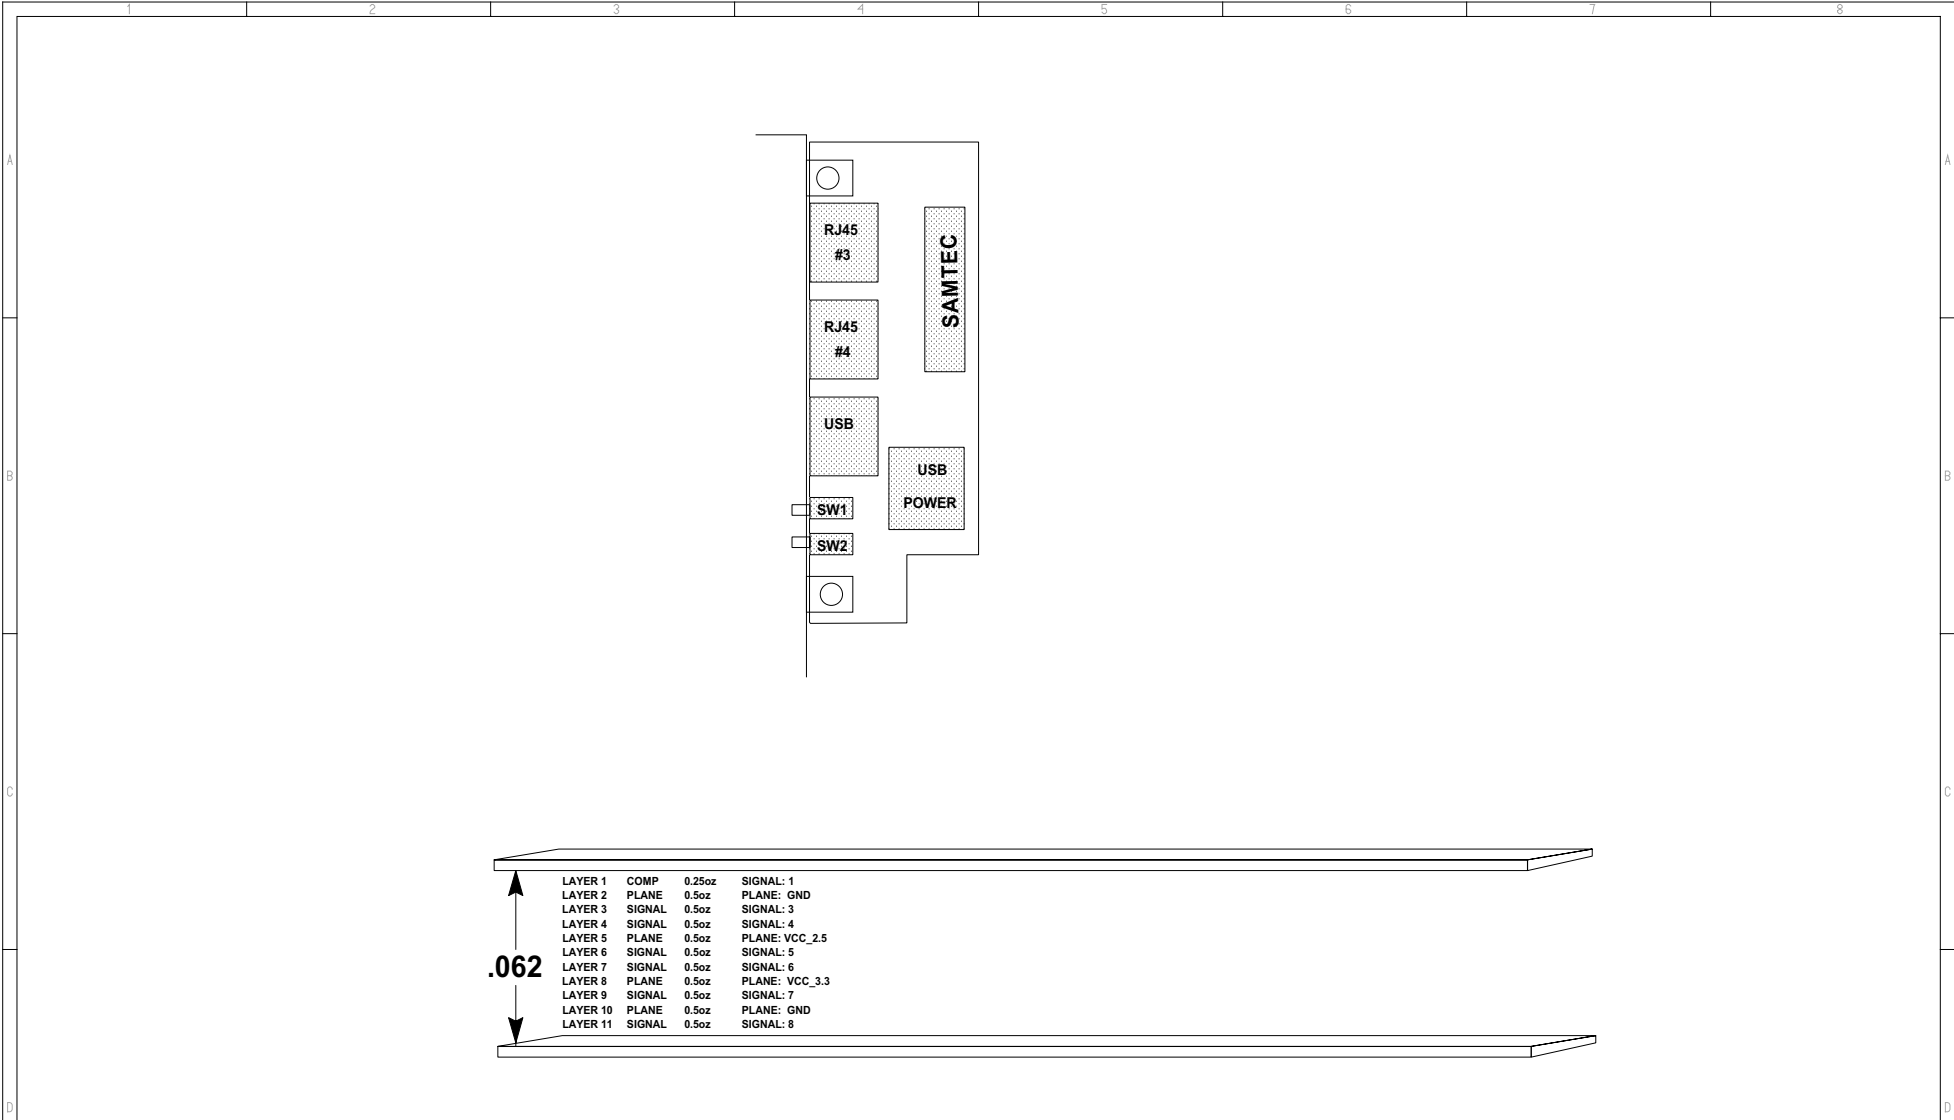 1 2 3 4 5 6 7 8
A A
RJ45
#3
SAMTEC
RJ45
#4
USB
B B
USB
POWER
SW1
SW2
C C
LAYER 1 COMP 0.25oz SIGNAL: 1
LAYER 2 PLANE 0.5oz PLANE: GND
LAYER 3 SIGNAL 0.5oz SIGNAL: 3
LAYER 4 SIGNAL 0.5oz SIGNAL: 4
LAYER 5 PLANE 0.5oz PLANE: VCC_2.5
LAYER 6 SIGNAL 0.5oz SIGNAL: 5
.062
LAYER 7 SIGNAL 0.5oz SIGNAL: 6
LAYER 8 PLANE 0.5oz PLANE: VCC_3.3
LAYER 9 SIGNAL 0.5oz SIGNAL: 7
LAYER 10 PLANE 0.5oz PLANE: GND
LAYER 11 SIGNAL 0.5oz SIGNAL: 8
D D